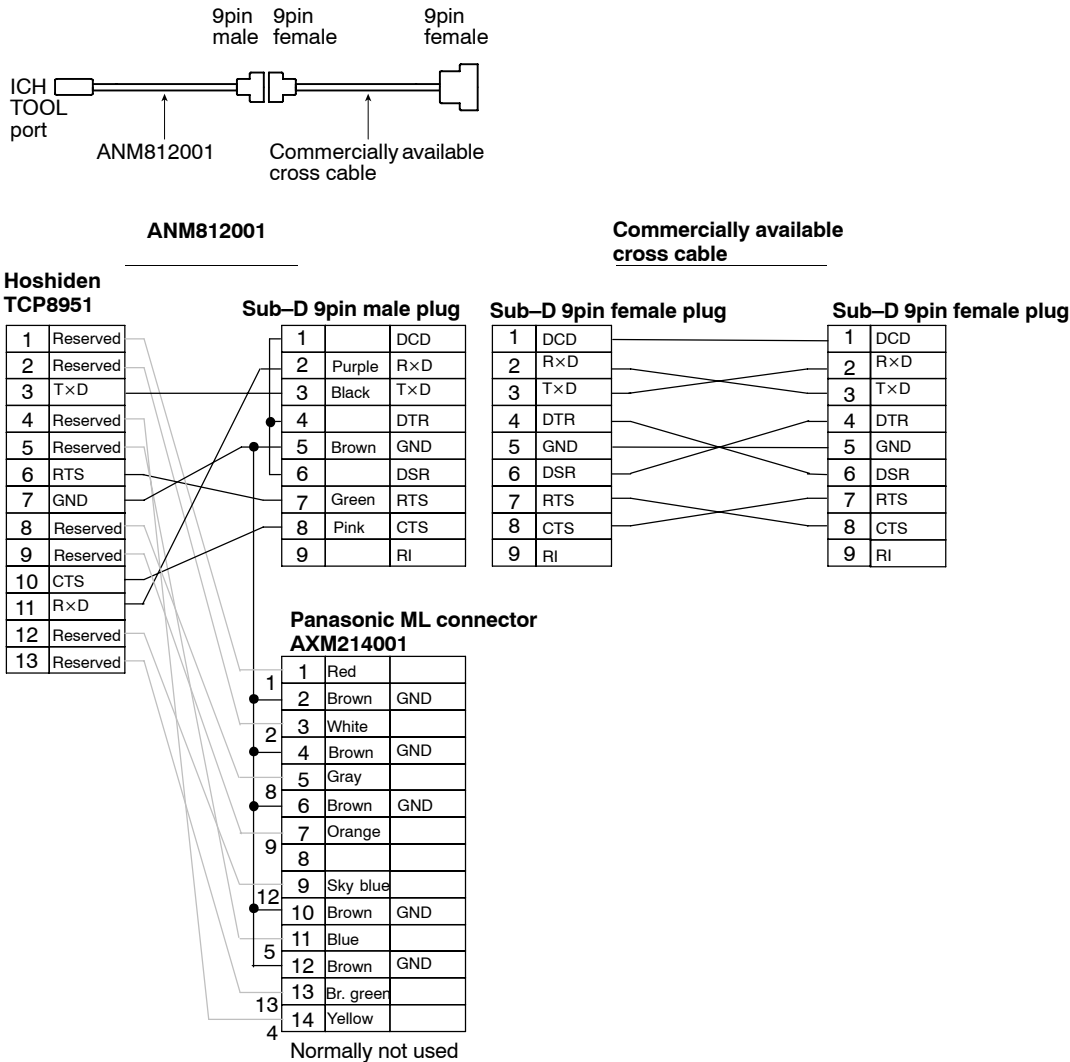 9pin male
9pin female
9pin female
ICH TOOL port
ANM812001
Commercially available cross cable
ANM812001
Commercially available cross cable
Hoshiden TCP8951
1 Reserved
2 Reserved
3 T×D
4 Reserved
5 Reserved
6 RTS
7 GND
8 Reserved
9 Reserved
10 CTS
11 R×D
12 Reserved
13 Reserved
Sub–D 9pin male plug
1 DCD
2 Purple R×D
3 Black T×D
4 DTR
5 Brown GND
6 DSR
7 Green RTS
8 Pink CTS
9 RI
Sub–D 9pin female plug
1 DCD
2 R×D
3 T×D
4 DTR
5 GND
6 DSR
7 RTS
8 CTS
9 RI
Sub–D 9pin female plug
1 DCD
2 R×D
3 T×D
4 DTR
5 GND
6 DSR
7 RTS
8 CTS
9 RI
Panasonic ML connector
AXM214001
1 1 Red
2 Brown GND
2 3 White
4 Brown GND
8 5 Gray
6 Brown GND
9 7 Orange
8
12 9 Sky blue
10 Brown GND
5 11 Blue
12 Brown GND
13 13 Br. green
4 14 Yellow
Normally not used